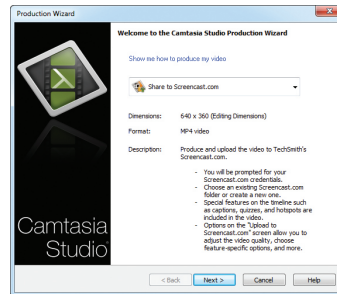 Production Wizard
Welcome to the Camtasia Studio Production Wizard
Show me how to produce my video
Share to Screencast.com
Dimensions: 640 x 360 (Editing Dimensions)
Format: MP4 video
Description: Produce and upload the video to TechSmith's
Screencast.com.
- You will be prompted for your
Screencast.com credentials.
- Choose an existing Screencast.com
folder or create a new one.
- Special features on the timeline such
as captions, quizzes, and hotspots are
included in the video.
- Options on the "Upload to
Screencast.com" screen allow you to
adjust the video quality, choose
feature-specific options, and more.
Camtasia
Studio
< Back
Next >
Cancel
Help